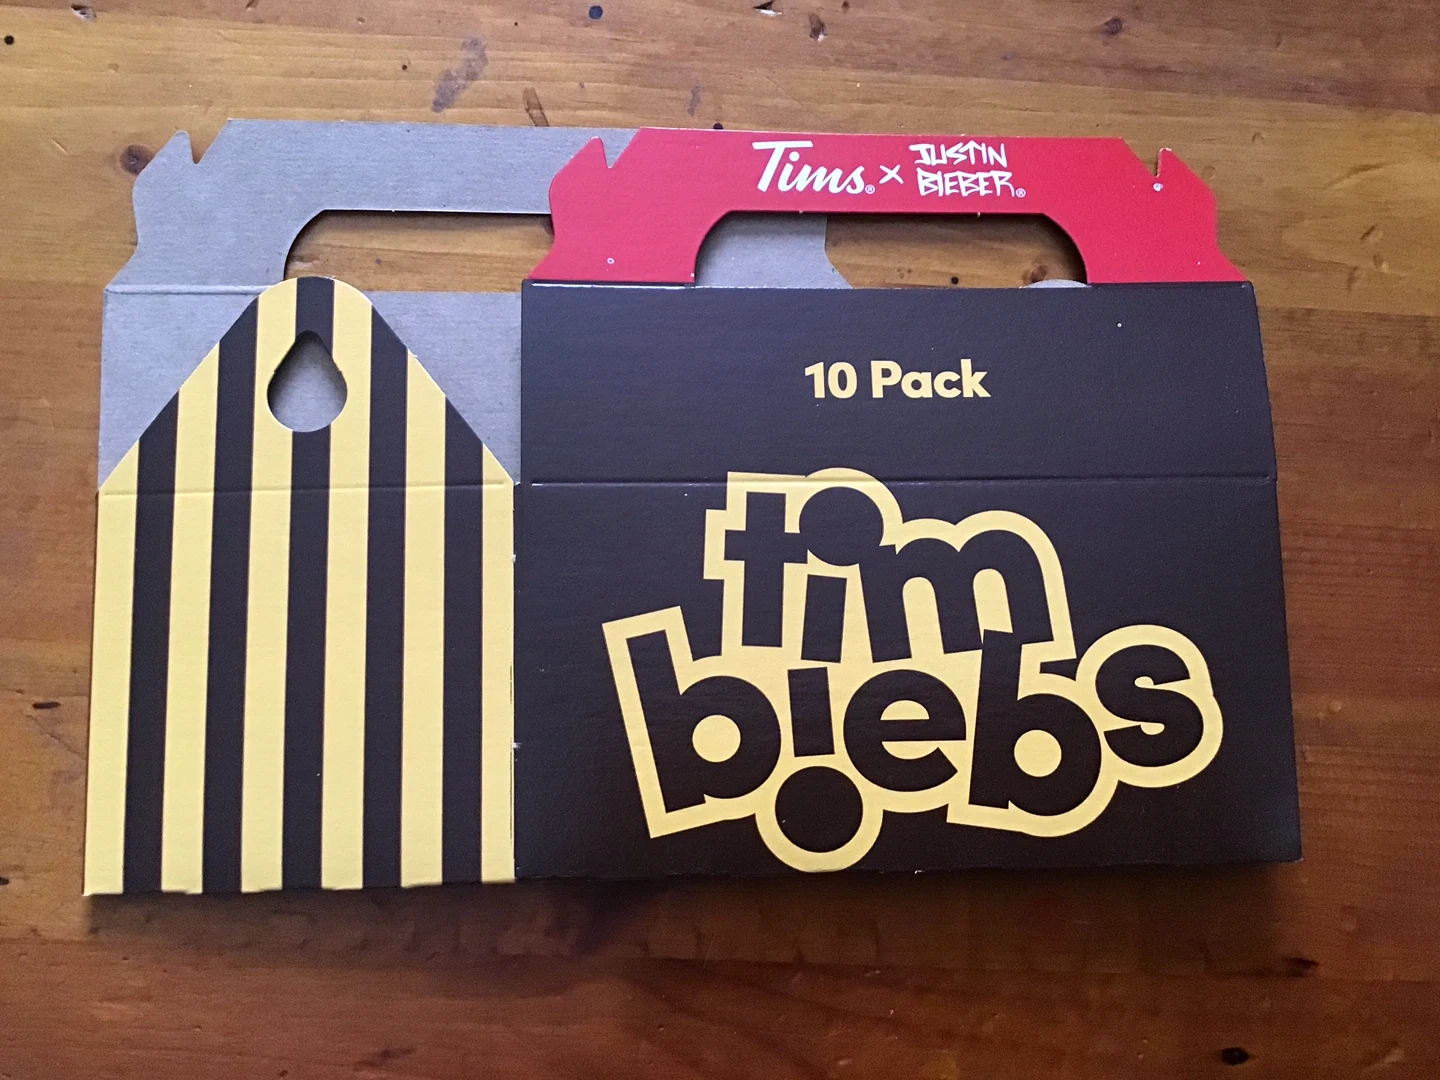 Tims® x JUSTIN
BIEBER®
10 Pack
tim
biebs